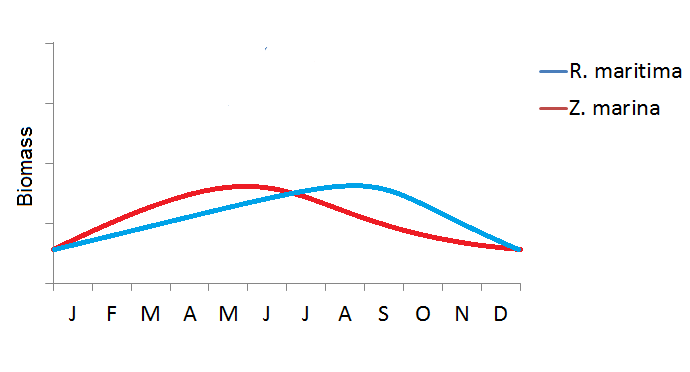 R. maritima
Z. marina
Biomass
J F M A M J J A S O N D